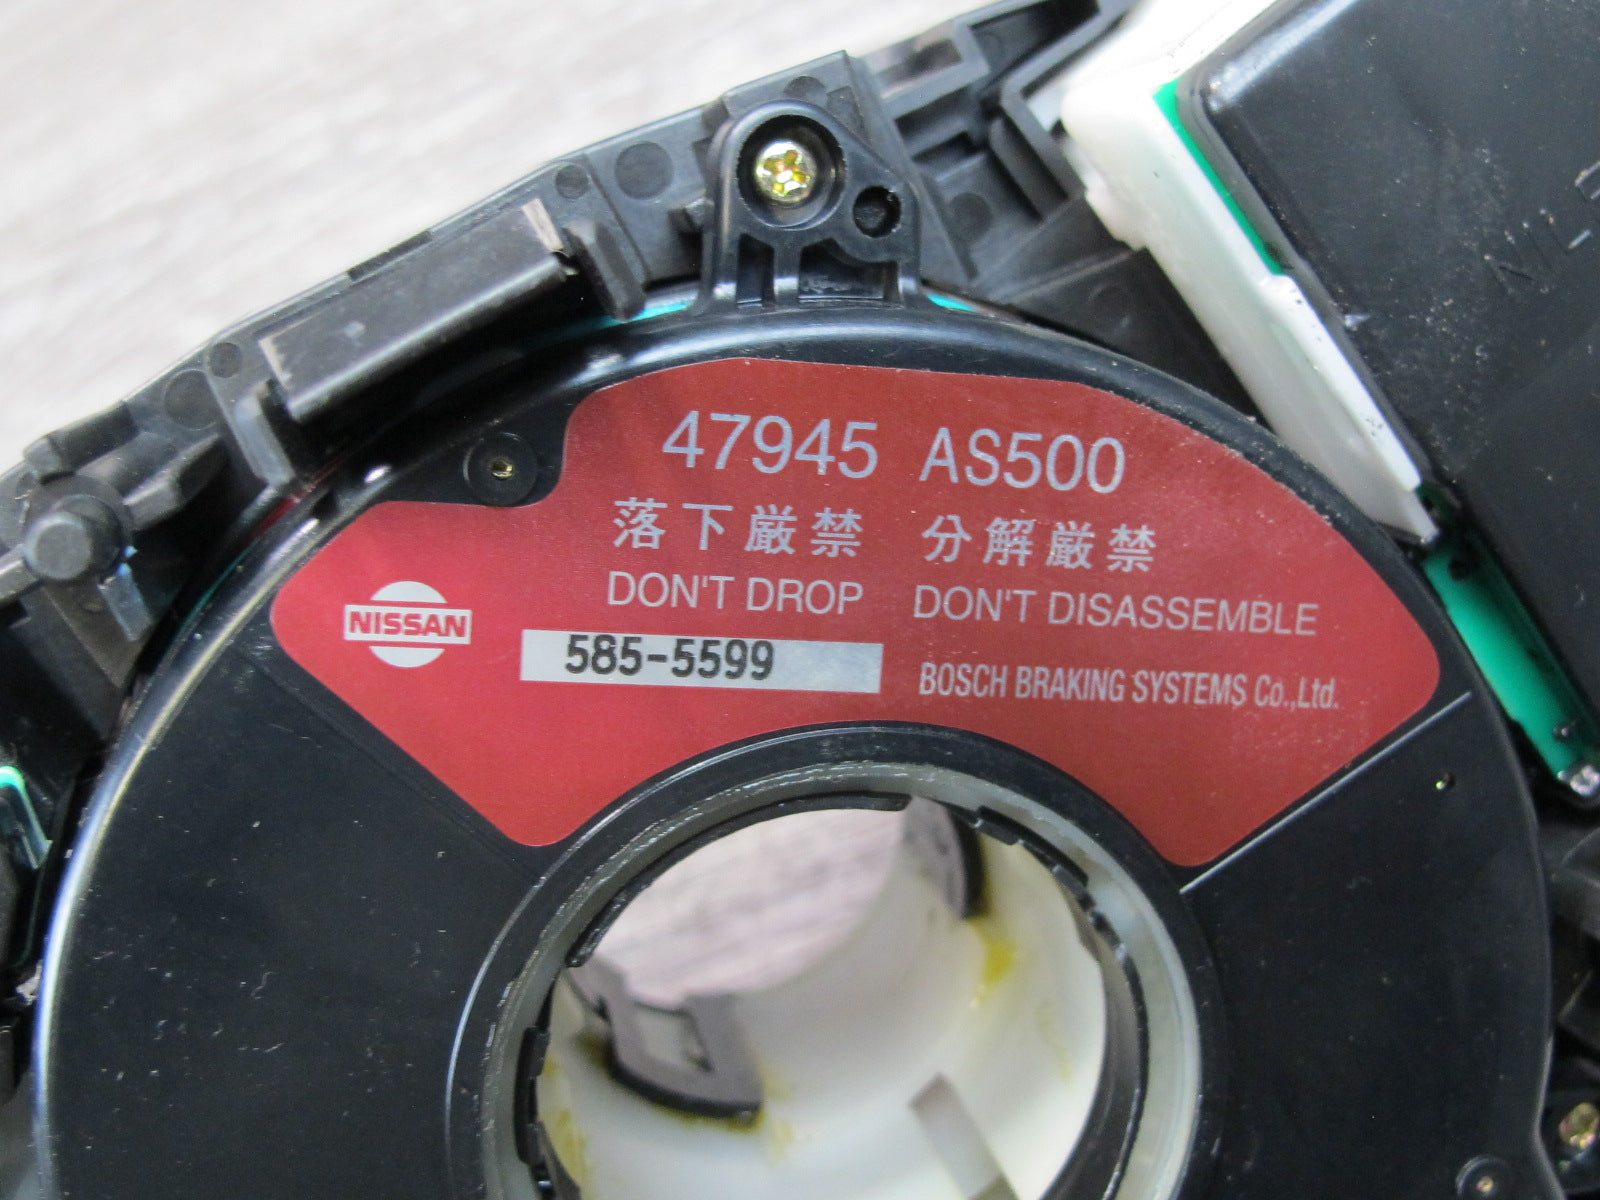 47945 AS500
落下厳禁 分解厳禁
DON'T DROP DON'T DISASSEMBLE
NISSAN
585-5599
BOSCH BRAKING SYSTEMS Co.,Ltd.